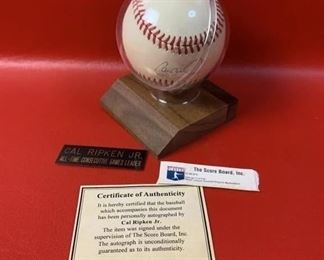 CAL RIPKEN JR.
ALL-TIME CONSECUTIVE GAMES LEADER
The Score Board, Inc.
Certificate of Authenticity
It is hereby certified that the baseball
which accompanies this document
has been personally autographed by
Cal Ripken Jr.
The item was signed under the
supervision of The Score Board, Inc.
The autograph is unconditionally
guaranteed as to its authenticity.